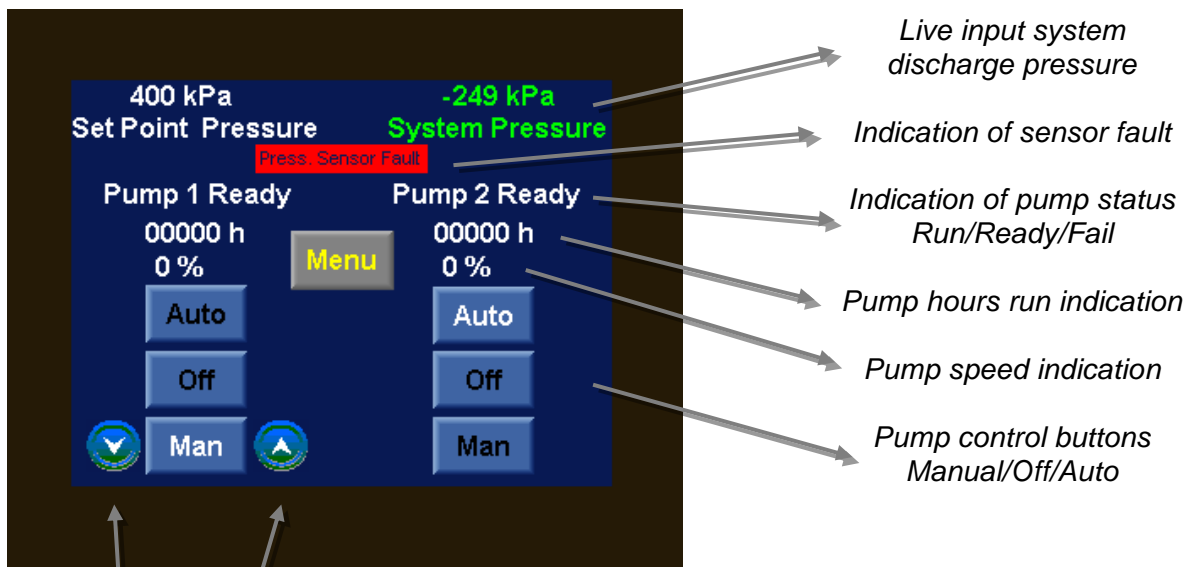 400 kPa
Set Point Pressure
-249 kPa
System Pressure
Press. Sensor Fault
Pump 1 Ready
00000 h
0 %
Auto
Off
Man
Menu
Pump 2 Ready
00000 h
0 %
Auto
Off
Man
Live input system
discharge pressure
Indication of sensor fault
Indication of pump status
Run/Ready/Fail
Pump hours run indication
Pump speed indication
Pump control buttons
Manual/Off/Auto